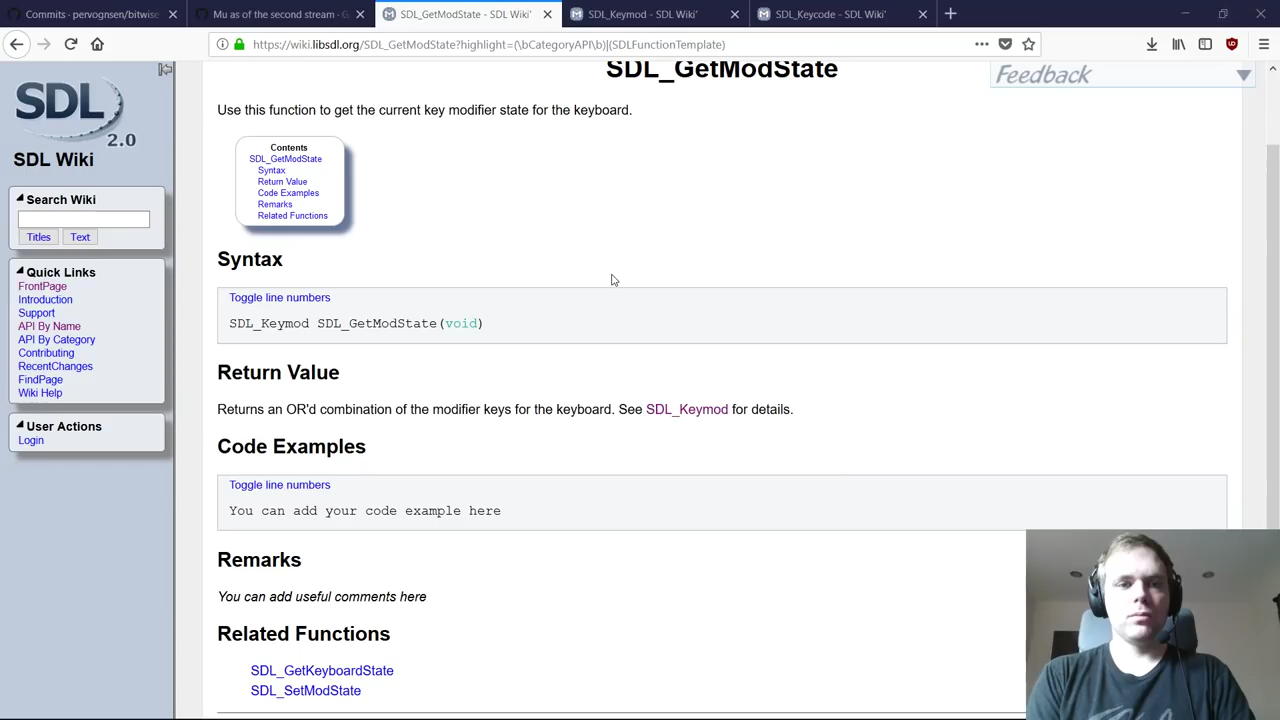 Commits · pervognsen/bitwise
Mu as of the second stream · G
SDL_GetModState - SDL Wiki'
SDL_Keymod - SDL Wiki'
SDL_Keycode - SDL Wiki'
https://wiki.libsdl.org/SDL_GetModState?highlight=(\bCategoryAPI\b)|(SDLFunctionTemplate)
SDL
2.0
SDL Wiki
Search Wiki
Titles Text
Quick Links
FrontPage
Introduction
Support
API By Name
API By Category
Contributing
RecentChanges
FindPage
Wiki Help
User Actions
Login
SDL_GetModState
Feedback
Use this function to get the current key modifier state for the keyboard.
Contents
SDL_GetModState
Syntax
Return Value
Code Examples
Remarks
Related Functions
Syntax
Toggle line numbers
SDL_Keymod SDL_GetModState(void)
Return Value
Returns an OR'd combination of the modifier keys for the keyboard. See SDL_Keymod for details.
Code Examples
Toggle line numbers
You can add your code example here
Remarks
You can add useful comments here
Related Functions
SDL_GetKeyboardState
SDL_SetModState